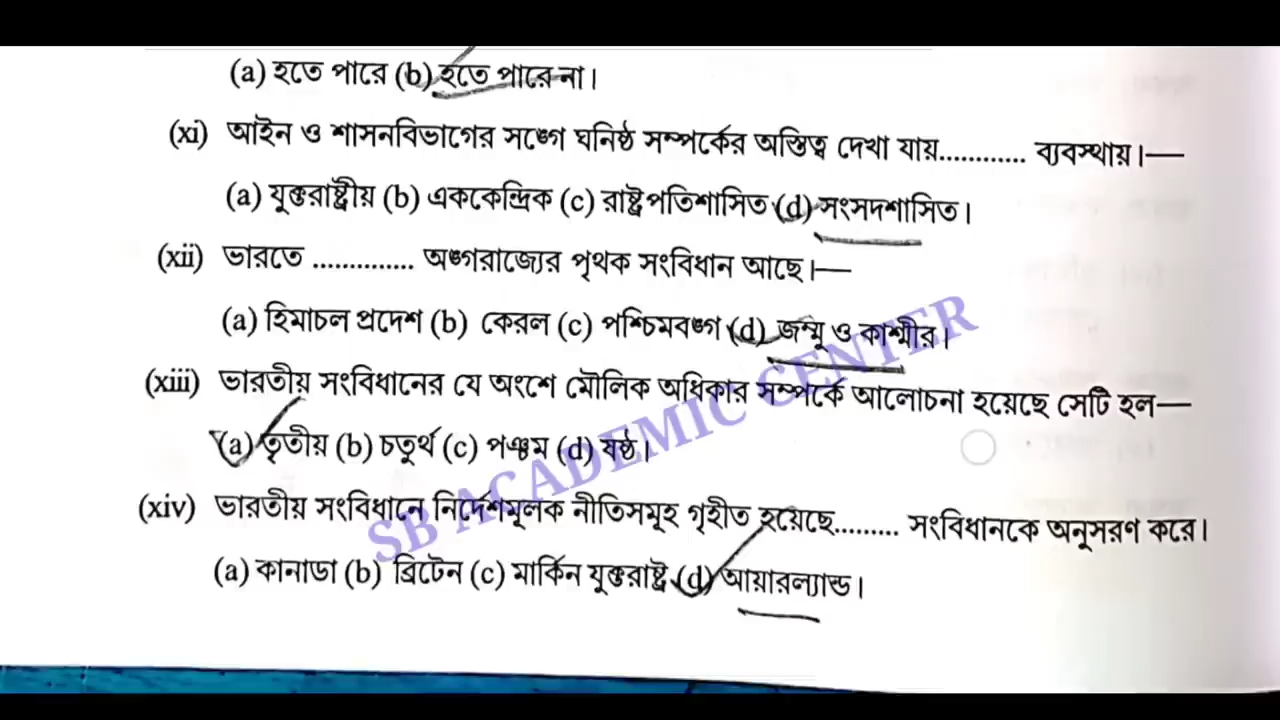 (a) হতে পারে (b) হতে পারে না।
(xi) আইন ও শাসনবিভাগের সঙ্গে ঘনিষ্ঠ সম্পর্কের অস্তিত্ব দেখা যায়............ ব্যবস্থায়।—
(a) যুক্তরাষ্ট্রীয় (b) এককেন্দ্রিক (c) রাষ্ট্রপতিশাসিত (d) সংসদশাসিত।
(xii) ভারতে .............. অঙ্গরাজ্যের পৃথক সংবিধান আছে।—
(a) হিমাচল প্রদেশ (b) কেরল (c) পশ্চিমবঙ্গ (d) জম্মু ও কাশ্মীর।
(xiii) ভারতীয় সংবিধানের যে অংশে মৌলিক অধিকার সম্পর্কে আলোচনা হয়েছে সেটি হল—
(a) তৃতীয় (b) চতুর্থ (c) পঞ্চম (d) ষষ্ঠ।
(xiv) ভারতীয় সংবিধানে নির্দেশমূলক নীতিসমূহ গৃহীত হয়েছে......... সংবিধানকে অনুসরণ করে।
(a) কানাডা (b) ব্রিটেন (c) মার্কিন যুক্তরাষ্ট্র (d) আয়ারল্যান্ড।
SB ACADEMIC CENTER